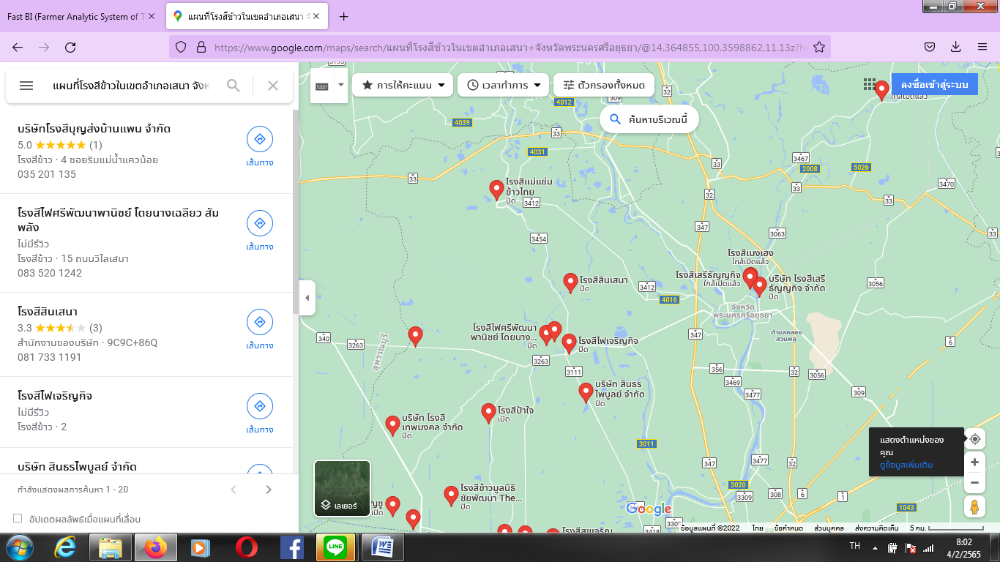 Fast BI (Farmer Analytic System of T
แผนที่โรงสีข้าวในเขตอำเภอเสนา จั
https://www.google.com/maps/search/แผนที่โรงสีข้าวในเขตอำเภอเสนา+จังหวัดพระนครศรีอยุธยา/@14.364855,100.3598862,11.13z?h
แผนที่โรงสีข้าวในเขตอำเภอเสนา จังห
การให้คะแนน
เวลาทำการ
ตัวกรองทั้งหมด
ลงชื่อเข้าสู่ระบบ
ค้นหาบริเวณนี้
บริษัทโรงสีบุญส่งบ้านแพน จำกัด
5.0 (1)
โรงสีข้าว · 4 ซอยริมแม่น้ำแควน้อย
035 201 135
เส้นทาง
โรงสีไฟศรีพัฒนาพานิชย์ โดยนางเฉลียว สัม
พลัง
ไม่มีรีวิว
โรงสีข้าว · 15 ถนนวิไลเสนา
083 520 1242
เส้นทาง
โรงสีสินเสนา
3.3 (3)
สำนักงานของบริษัท · 9C9C+86Q
081 733 1191
เส้นทาง
โรงสีไฟเจริญกิจ
ไม่มีรีวิว
โรงสีข้าว · 2
เส้นทาง
บริษัท สินธรไพบูลย์ จำกัด
กำลังแสดงผลการค้นหา 1 - 20
อัปเดตผลลัพธ์เมื่อแผนที่เลื่อน
32
309
4012
4039
33
4031
33
3467
2008
5026
33
3470
33
ใกล้เปิดแล้ว
33
โรงสีแม่แช่ม
ข้าวไทย
ปิด
3412
32
347
3063
33
3454
โรงสีเมงเฮง
ใกล้เปิดแล้ว
โรงสีเสรีธัญญกิจ
ใกล้เปิดแล้ว
บริษัท โรงสีเสรี
ธัญญกิจ จำกัด
ปิด
โรงสีสินเสนา
ปิด
3412
4016
3056
จังหวัด
พระนครศรีอยุธยา
โรงสีไฟศรีพัฒนา
พานิชย์ โดยนาง...
ปิด
โรงสีไฟเจริญกิจ
ปิด
340
3263
สุพรรณบุรี
347
ตำบลคลอง
สวนพลู
6
3263
3111
356
3469
32
3056
3477
309
บริษัท สินธร
ไพบูลย์ จำกัด
ปิด
โรงสีป้าใจ
เปิด
บริษัท โรงสี
เทพมงคล จำกัด
ปิด
3011
347
3477
32
แสดงตำแหน่งของ
คุณ
ดูข้อมูลเพิ่มเติม
3020
3309
308
6
1
1043
โรงสีข้าวมูลนิธิ
ชัยพัฒนา The...
ปิด
เลเยอร์
Google
โรงสีสุขเจริญ
3418
ข้อมูลแผนที่ ©2022
ไทย
ข้อกำหนด
ส่วนบุคคล
ส่งความคิดเห็น
5 กม.
LINE
TH
8:02
4/2/2565